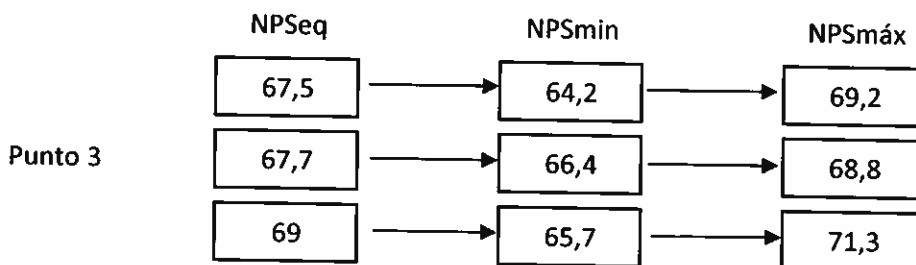 NPSeq NPSmin NPSmáx
67,5 64,2 69,2
Punto 3 67,7 66,4 68,8
69 65,7 71,3